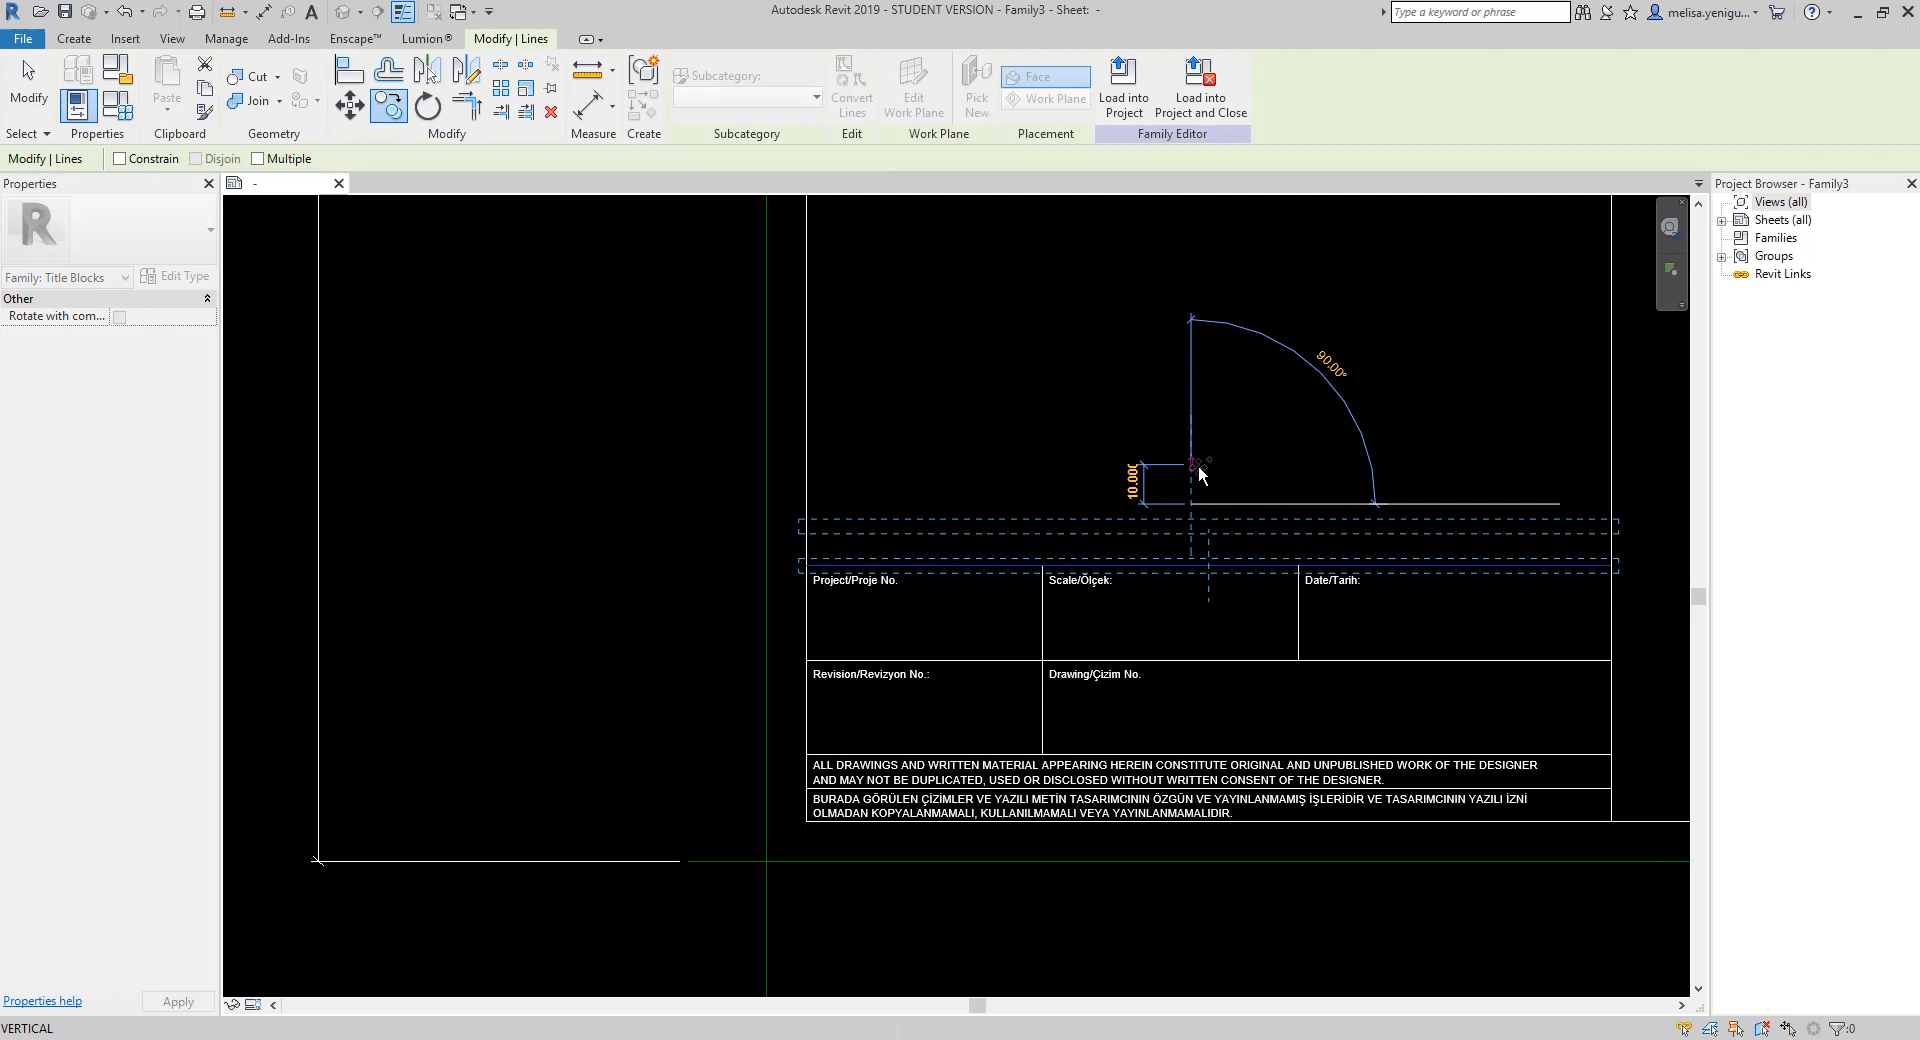 Autodesk Revit 2019 - STUDENT VERSION - Family3 - Sheet:  -
Type a keyword or phrase
melisa.yenigu...
File
Create
Insert
View
Manage
Add-Ins
Enscape™
Lumion®
Modify | Lines
Modify
Paste
Cut
Join
Subcategory:
Convert
Lines
Edit
Work Plane
Pick
New
Face
Work Plane
Load into
Project
Load into
Project and Close
Select
Properties
Clipboard
Geometry
Modify
Measure
Create
Subcategory
Edit
Work Plane
Placement
Family Editor
Modify | Lines
Constrain
Disjoin
Multiple
Properties
-
Project Browser - Family3
R
Family: Title Blocks
Edit Type
Other
Rotate with com...
Views (all)
Sheets (all)
Families
Groups
Revit Links
90.00°
Project/Proje No.
Scale/Ölçek:
Date/Tarih:
Revision/Revizyon No.:
Drawing/Çizim No.
ALL DRAWINGS AND WRITTEN MATERIAL APPEARING HEREIN CONSTITUTE ORIGINAL AND UNPUBLISHED WORK OF THE DESIGNER
AND MAY NOT BE DUPLICATED, USED OR DISCLOSED WITHOUT WRITTEN CONSENT OF THE DESIGNER.
BURADA GÖRÜLEN ÇİZİMLER VE YAZILI METİN TASARIMCININ ÖZGÜN VE YAYINLANMAMIŞ İŞLERİDİR VE TASARIMCININ YAZILI İZNİ
OLMADAN KOPYALANMAMALI, KULLANILMAMALI VEYA YAYINLANMAMALIDIR.
Properties help
Apply
VERTICAL
:0